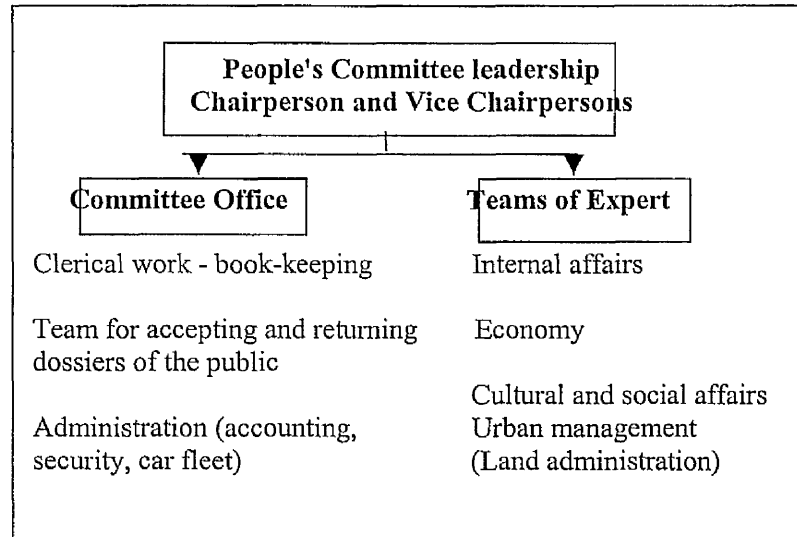 People's Committee leadership
Chairperson and Vice Chairpersons
Committee Office
Clerical work - book-keeping
Team for accepting and returning
dossiers of the public
Administration (accounting,
security, car fleet)
Teams of Expert
Internal affairs
Economy
Cultural and social affairs
Urban management
(Land administration)